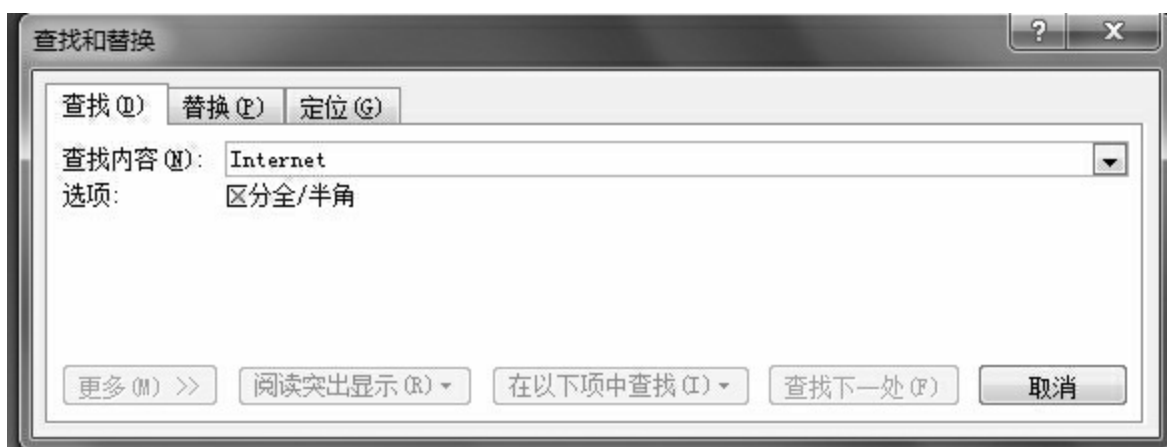 查找和替换
查找(D) 替换(P) 定位(G)
查找内容(N): Internet
选项: 区分全/半角
更多(M) >> 阅读突出显示(R) 在以下项中查找(I) 查找下一处(F) 取消